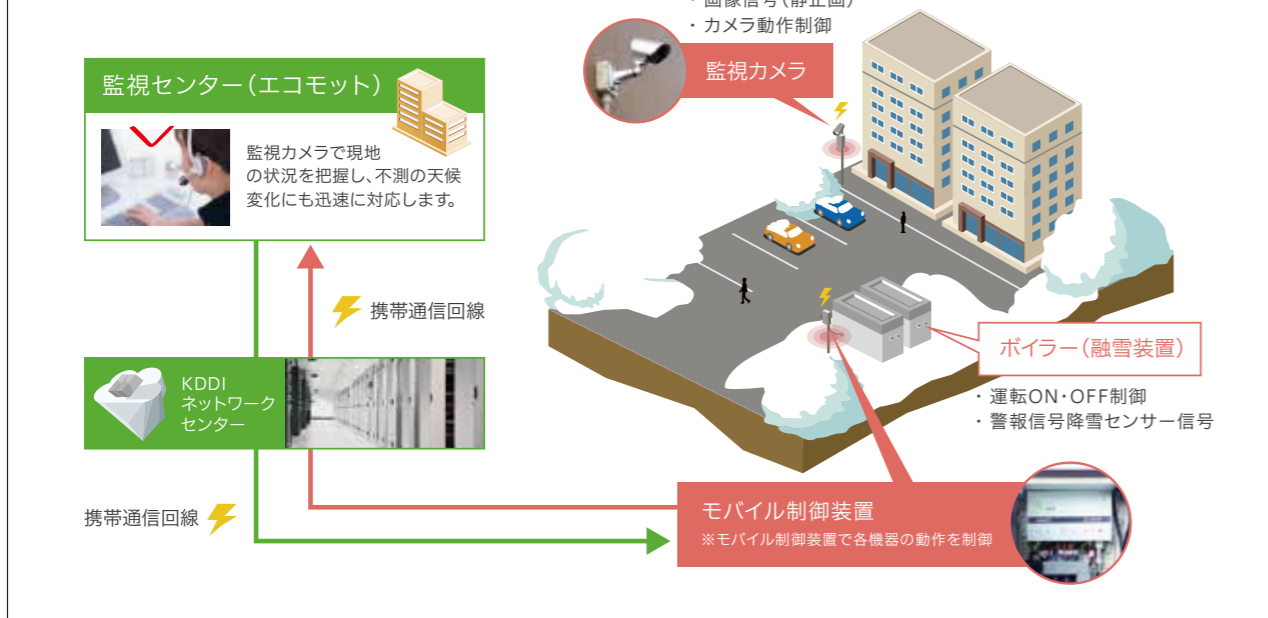 ・画像信号(静止画)
・カメラ動作制御
監視カメラ
監視センター(エコモット)
監視カメラで現地
の状況を把握し、不測の天候
変化にも迅速に対応します。
携帯通信回線
KDDI
ネットワーク
センター
ボイラー(融雪装置)
・運転ON・OFF制御
・警報信号降雪センサー信号
携帯通信回線
モバイル制御装置
※モバイル制御装置で各機器の動作を制御